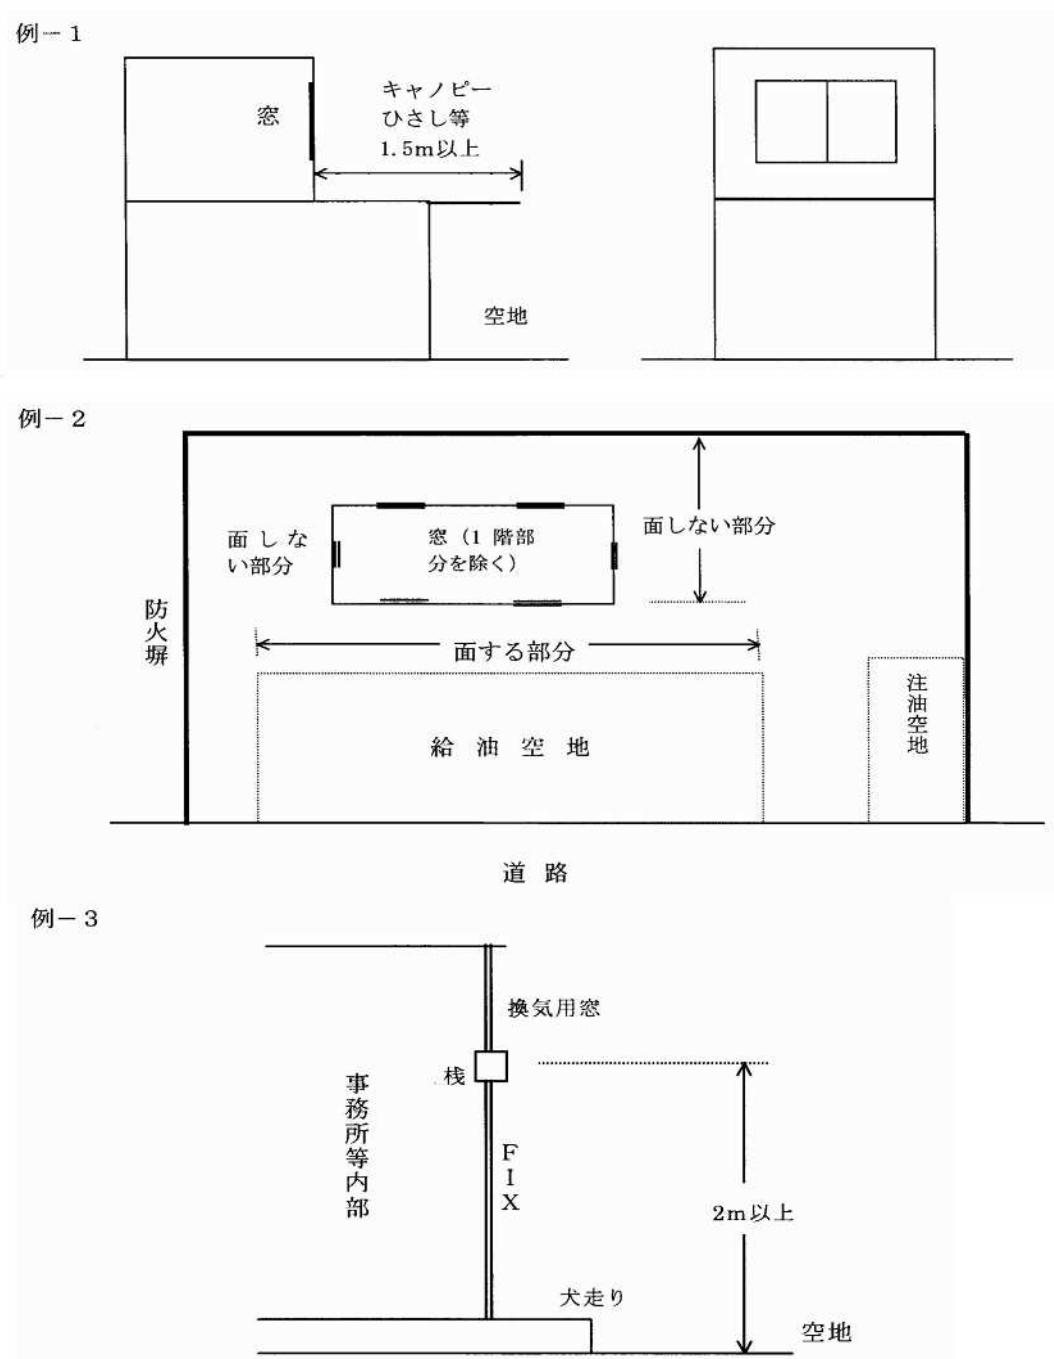 例－1
キャノピー
ひさし等
1.5m以上
窓
空地
例－2
面しな
い部分
窓（1 階部
分を除く）
面しない部分
防火塀
面する部分
注油空地
給油空地
道路
例－3
換気用窓
桟
事務所等内部
FIX
2m以上
犬走り
空地